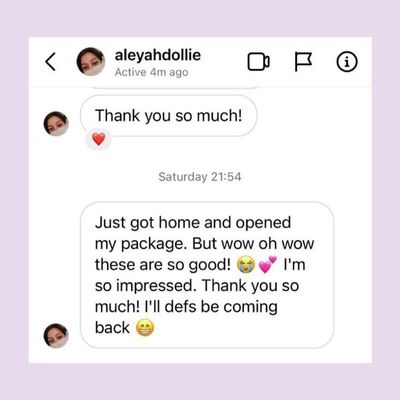 aleyahdollie
Active 4m ago
Thank you so much!
❤️
Saturday 21:54
Just got home and opened
my package. But wow oh wow
these are so good! 😭 💕 I'm
so impressed. Thank you so
much! I'll defs be coming
back 😁